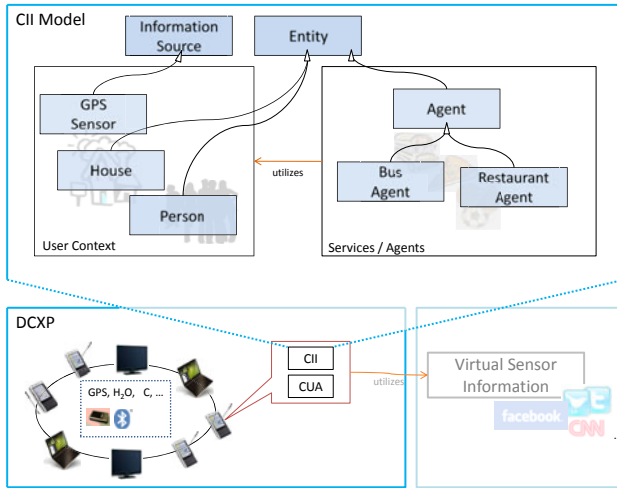 CII Model
Information
Source
Entity
GPS
Sensor
House
Person
User Context
utilizes
Agent
Bus
Agent
Restaurant
Agent
Services / Agents
DCXP
GPS, H₂O, C, ...
CII
CUA
utilizes
Virtual Sensor
Information
facebook
CNN
.